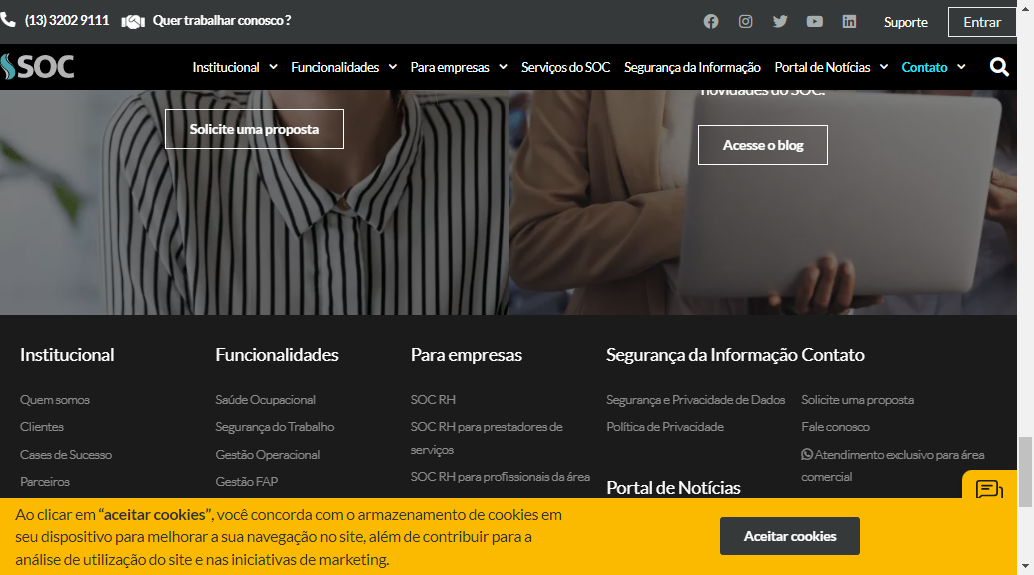 (13) 3202 9111 Quer trabalhar conosco ?
Suporte Entrar
SOC
Institucional Funcionalidades Para empresas Serviços do SOC Segurança da Informação Portal de Notícias Contato
novidades do SOC.
Solicite uma proposta
Acesse o blog
Institucional
Quem somos
Clientes
Cases de Sucesso
Parceiros
Funcionalidades
Saúde Ocupacional
Segurança do Trabalho
Gestão Operacional
Gestão FAP
Para empresas
SOC RH
SOC RH para prestadores de
serviços
SOC RH para profissionais da área
Segurança da Informação
Segurança e Privacidade de Dados
Política de Privacidade
Portal de Notícias
Contato
Solicite uma proposta
Fale conosco
Atendimento exclusivo para área
comercial
Ao clicar em “aceitar cookies”, você concorda com o armazenamento de cookies em
seu dispositivo para melhorar a sua navegação no site, além de contribuir para a
análise de utilização do site e nas iniciativas de marketing.
Aceitar cookies